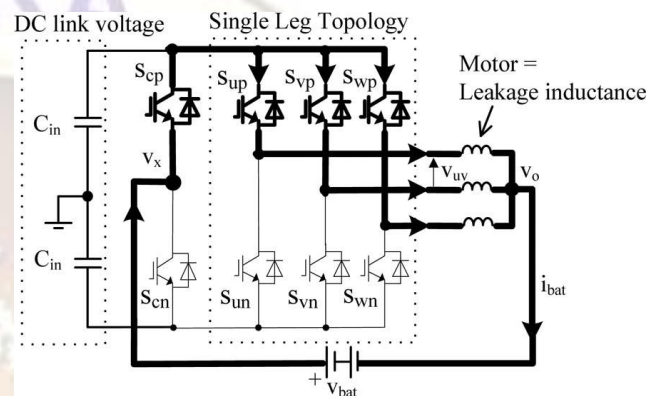 DC link voltage
Single Leg Topology
Motor =
Leakage inductance
Scp
Sup
Svp
Swp
Cin
vx
vuv
vo
Cin
Scn
Sun
Svn
Swn
ibat
+ vbat